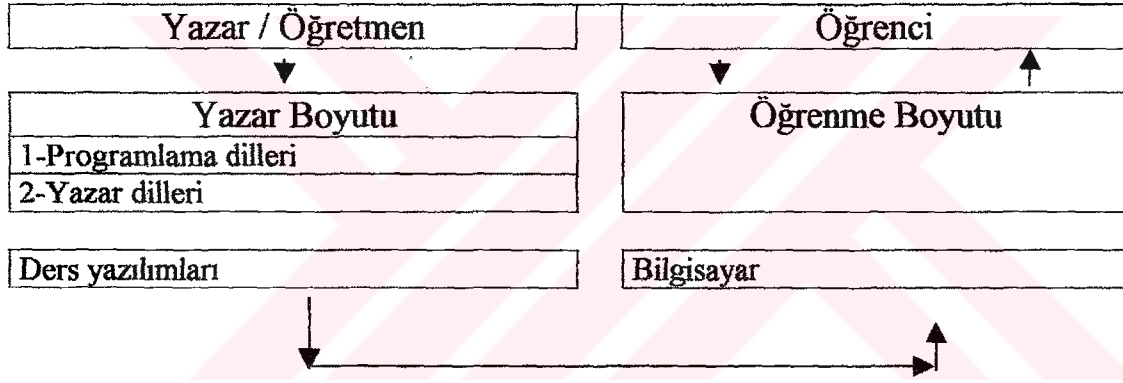 Yazar / Öğretmen
Öğrenci
Yazar Boyutu
1-Programlama dilleri
2-Yazar dilleri
Öğrenme Boyutu
Ders yazılımları
Bilgisayar